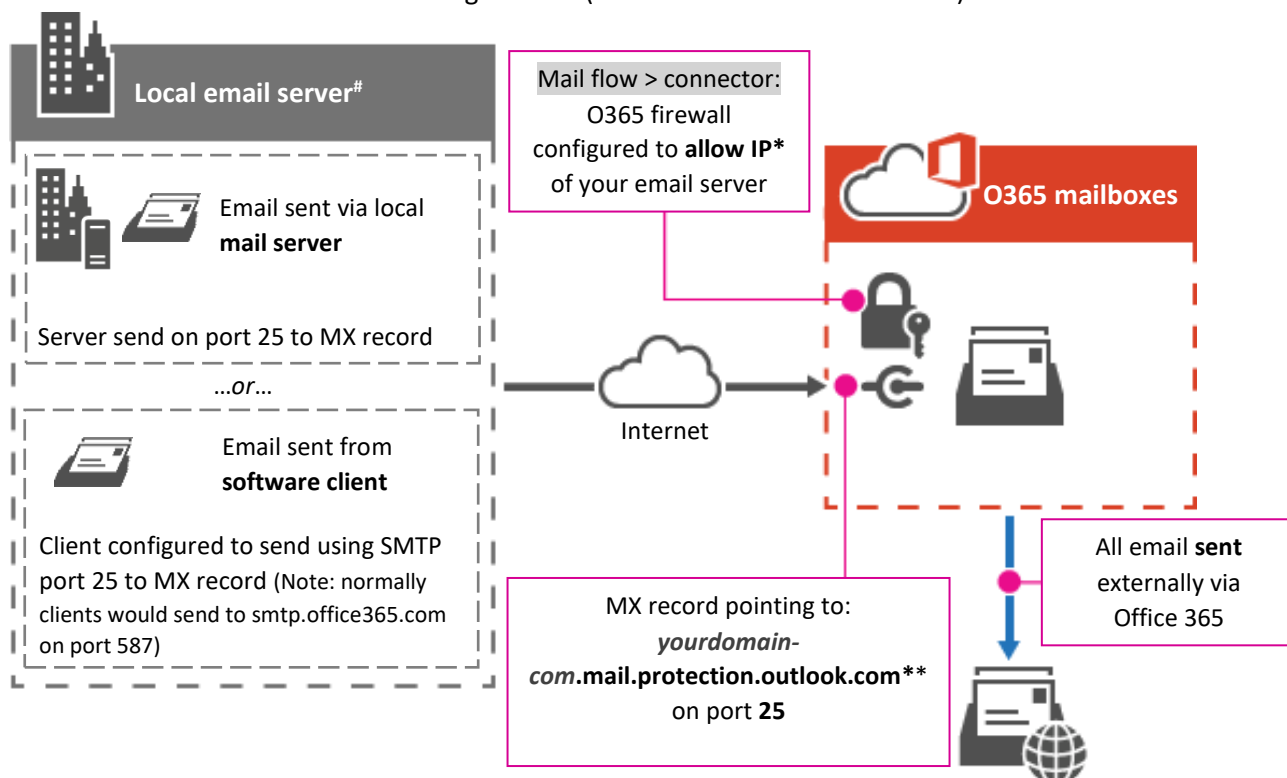 Local email server#
Email sent via local
mail server
Server send on port 25 to MX record
…or…
Email sent from
software client
Client configured to send using SMTP
port 25 to MX record (Note: normally
clients would send to smtp.office365.com
on port 587)
Mail flow > connector:
O365 firewall
configured to allow IP*
of your email server
Internet
O365 mailboxes
MX record pointing to:
yourdomain-
com.mail.protection.outlook.com**
on port 25
All email sent
externally via
Office 365